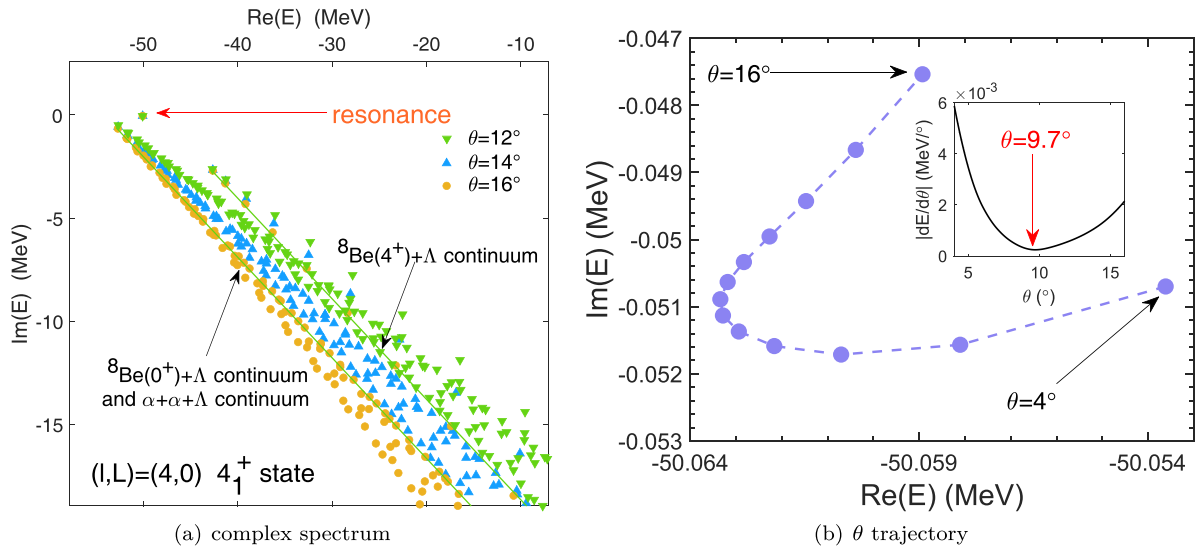 Re(E) (MeV)
-50 -40 -30 -20 -10
0
-5
-10
-15
Im(E) (MeV)
resonance
θ=12°
θ=14°
θ=16°
⁸Be(4⁺)+Λ continuum
⁸Be(0⁺)+Λ continuum
and α+α+Λ continuum
(l,L)=(4,0) 4₁⁺ state
(a) complex spectrum
-0.047
-0.048
-0.049
-0.05
-0.051
-0.052
-0.053
Im(E) (MeV)
θ=16°
×10⁻³
6
4
2
0
|dE/dθ| (MeV/°)
θ=9.7°
5 10 15
θ (°)
θ=4°
-50.064 -50.059 -50.054
Re(E) (MeV)
(b) θ trajectory